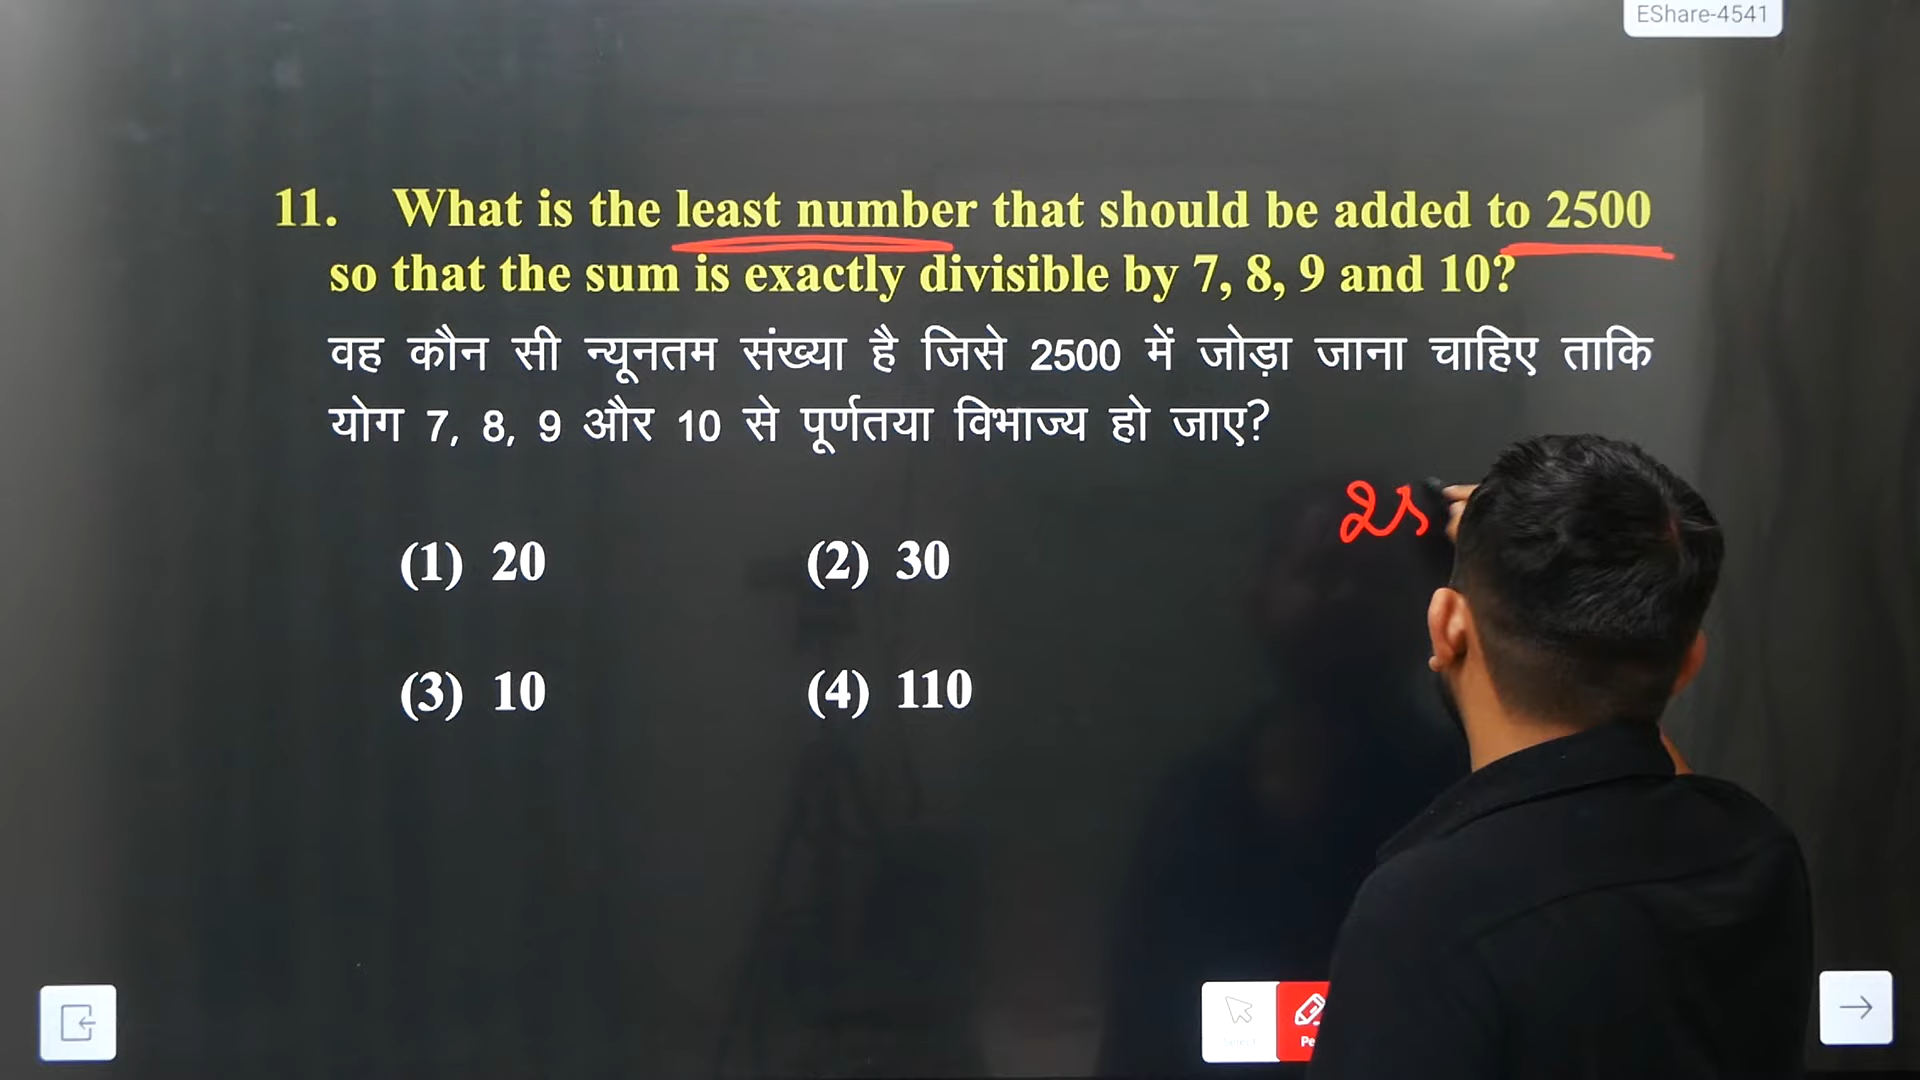 EShare-4541
11. What is the least number that should be added to 2500
so that the sum is exactly divisible by 7, 8, 9 and 10?
वह कौन सी न्यूनतम संख्या है जिसे 2500 में जोड़ा जाना चाहिए ताकि
योग 7, 8, 9 और 10 से पूर्णतया विभाज्य हो जाए?
25
(1) 20 (2) 30
(3) 10 (4) 110
Select Pe